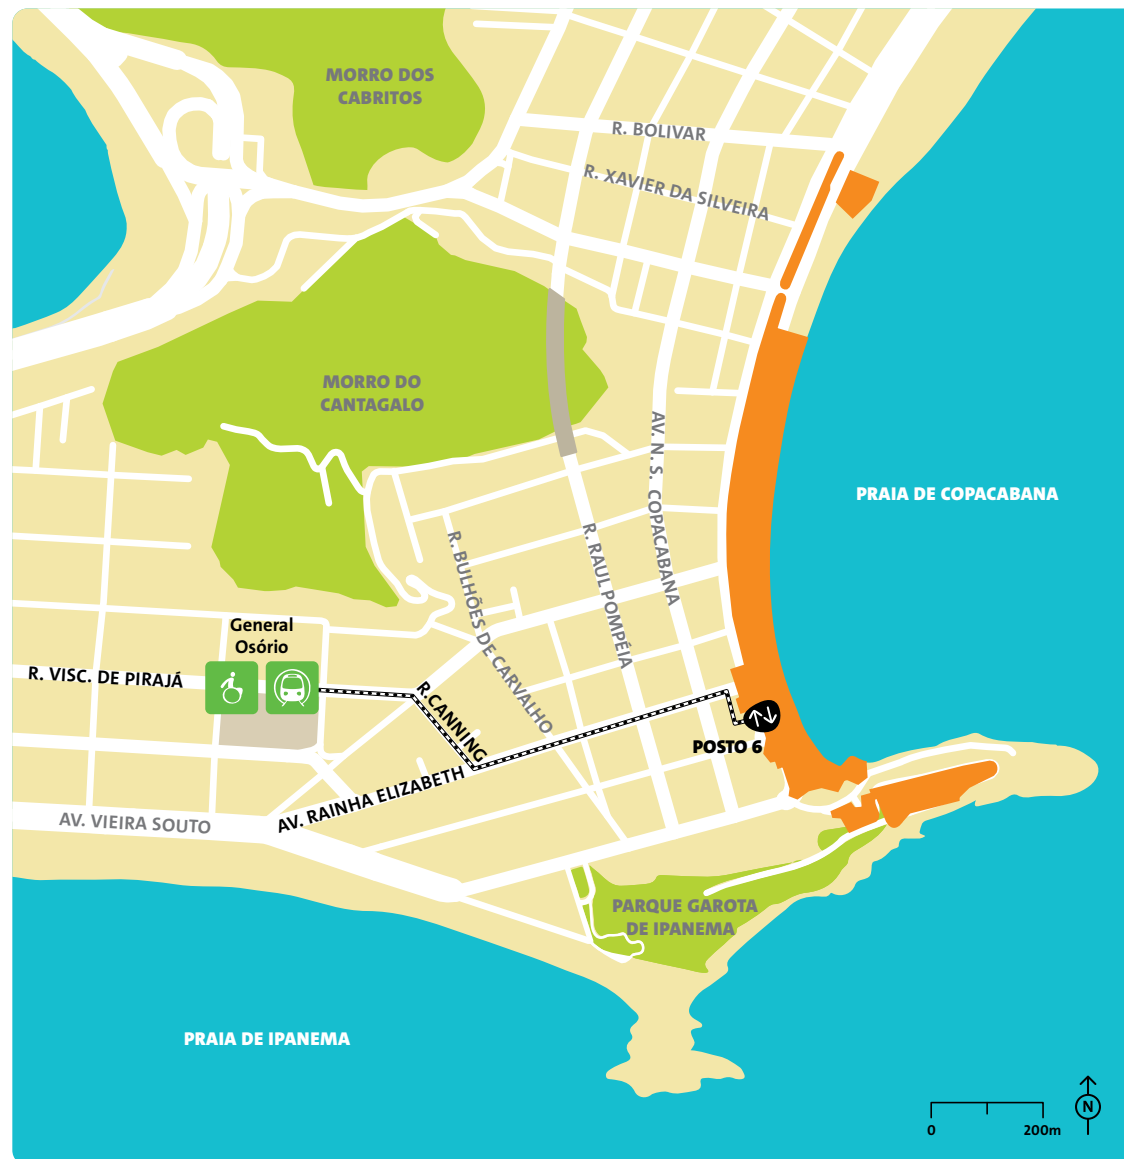 MORRO DOS
CABRITOS
R. BOLIVAR
R. XAVIER DA SILVEIRA
MORRO DO
CANTAGALO
AV. N. S. COPACABANA
PRAIA DE COPACABANA
R. BULHÕES DE CARVALHO
R. RAUL POMPÉIA
General
Osório
R. VISC. DE PIRAJÁ
R.CANNING
POSTO 6
AV. RAINHA ELIZABETH
AV. VIEIRA SOUTO
PARQUE GAROTA
DE IPANEMA
PRAIA DE IPANEMA
N
0 200m